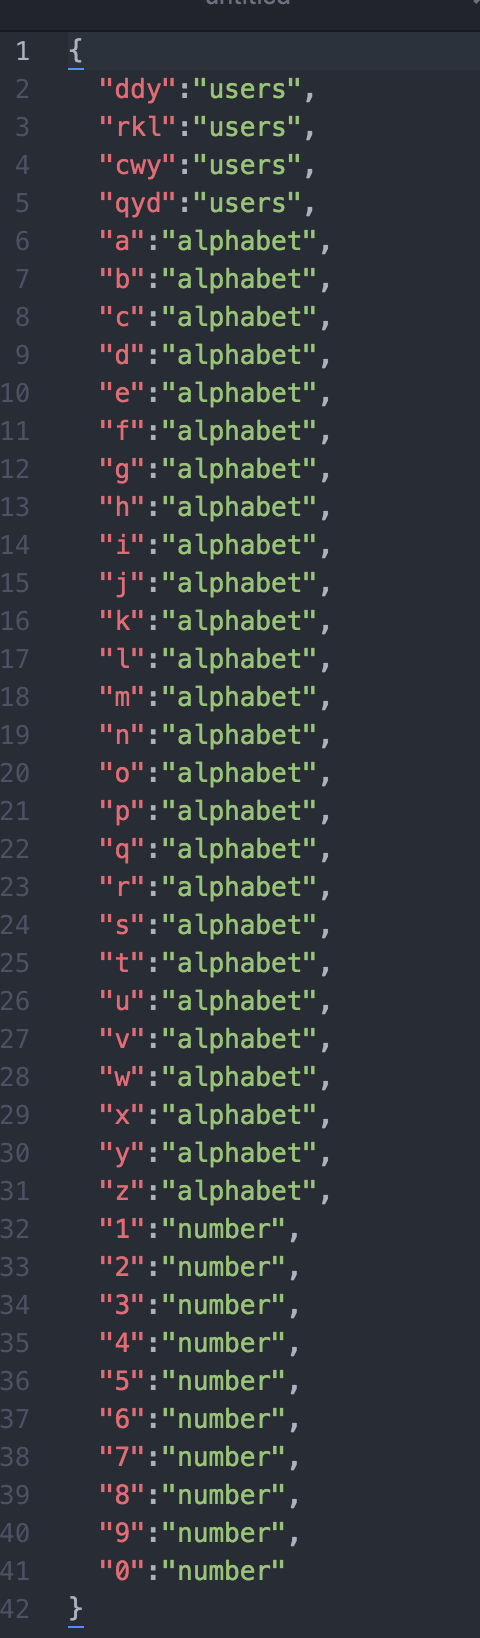 untitled
1 {
2 "ddy":"users",
3 "rkl":"users",
4 "cwy":"users",
5 "qyd":"users",
6 "a":"alphabet",
7 "b":"alphabet",
8 "c":"alphabet",
9 "d":"alphabet",
10 "e":"alphabet",
11 "f":"alphabet",
12 "g":"alphabet",
13 "h":"alphabet",
14 "i":"alphabet",
15 "j":"alphabet",
16 "k":"alphabet",
17 "l":"alphabet",
18 "m":"alphabet",
19 "n":"alphabet",
20 "o":"alphabet",
21 "p":"alphabet",
22 "q":"alphabet",
23 "r":"alphabet",
24 "s":"alphabet",
25 "t":"alphabet",
26 "u":"alphabet",
27 "v":"alphabet",
28 "w":"alphabet",
29 "x":"alphabet",
30 "y":"alphabet",
31 "z":"alphabet",
32 "1":"number",
33 "2":"number",
34 "3":"number",
35 "4":"number",
36 "5":"number",
37 "6":"number",
38 "7":"number",
39 "8":"number",
40 "9":"number",
41 "0":"number"
42 }